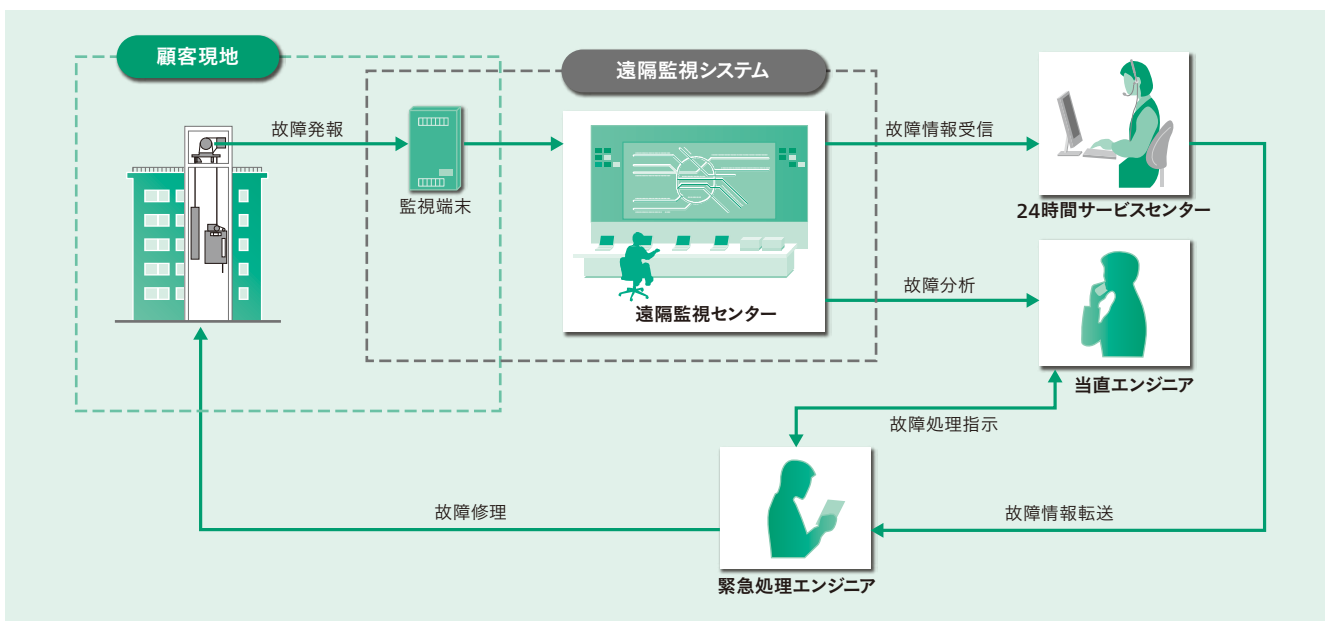 顧客現地
遠隔監視システム
故障発報
監視端末
遠隔監視センター
故障情報受信
24時間サービスセンター
故障分析
当直エンジニア
故障処理指示
緊急処理エンジニア
故障情報転送
故障修理